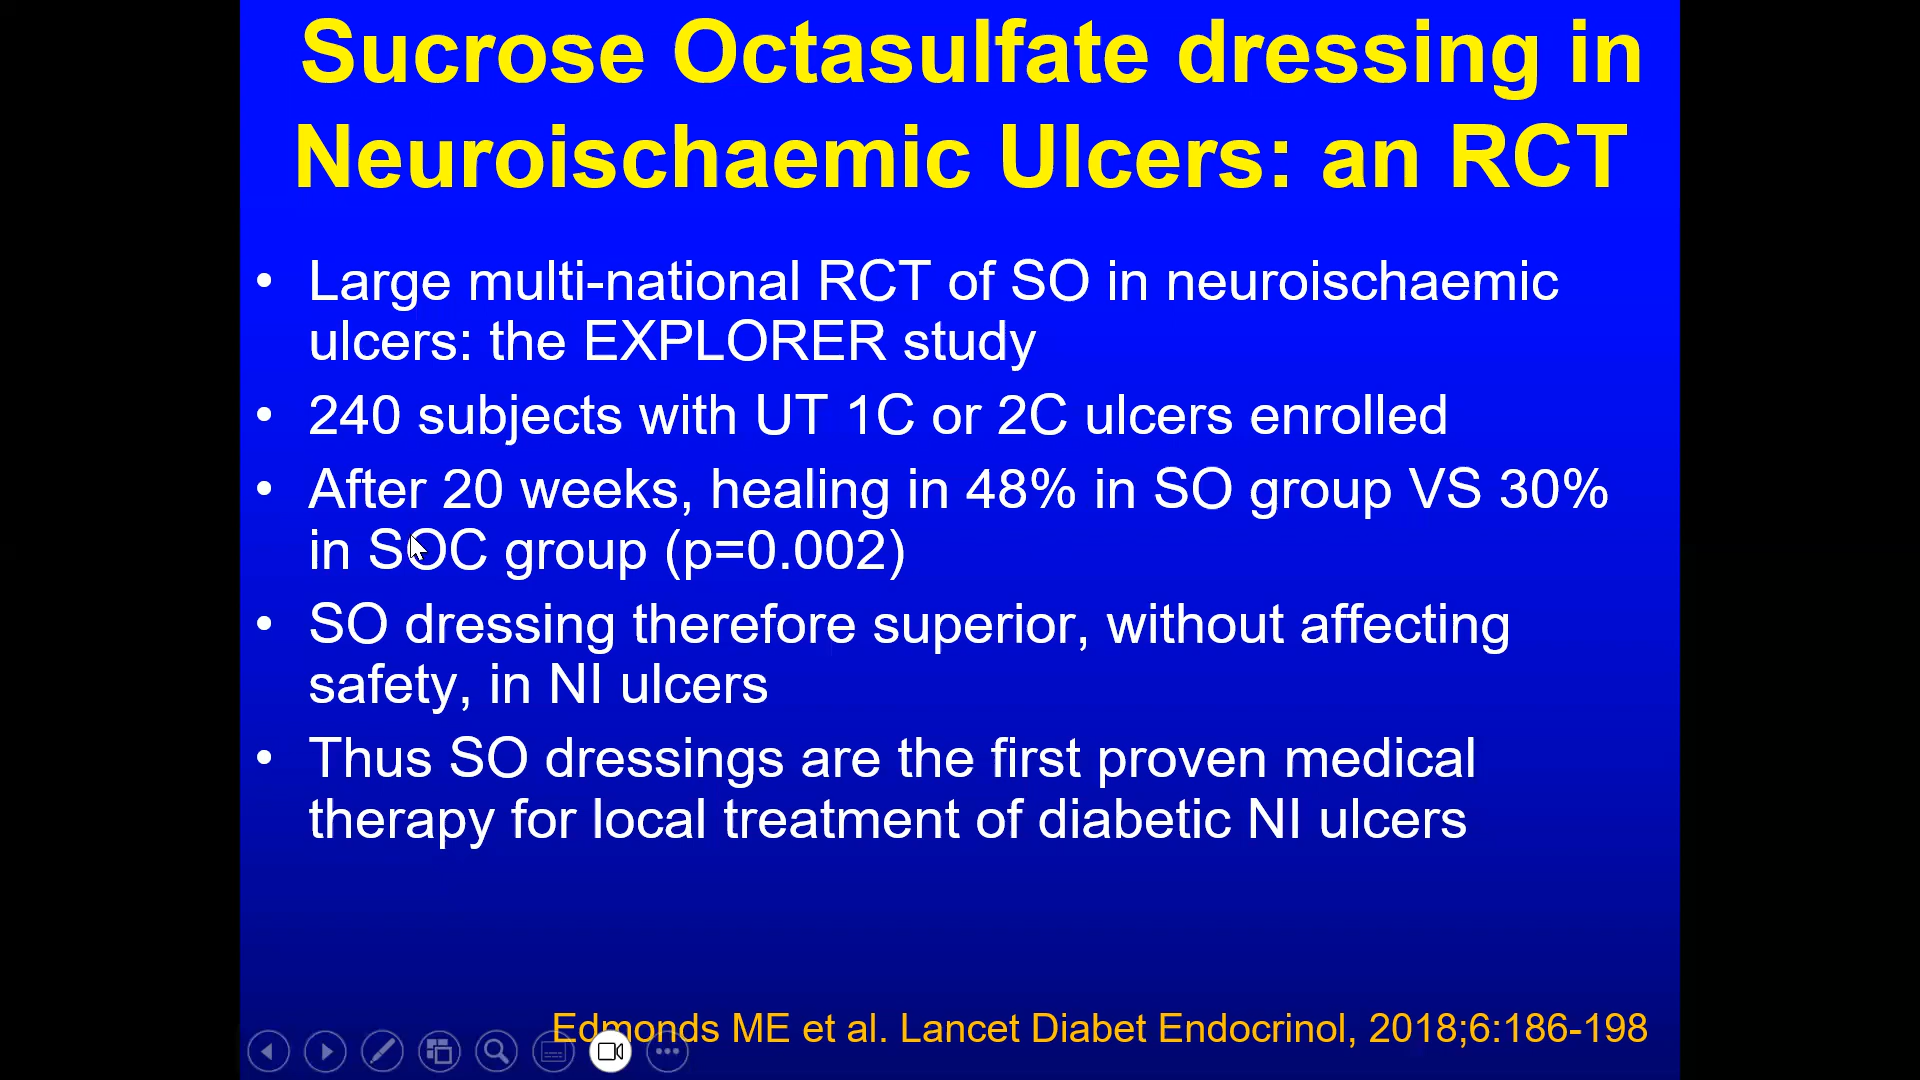 Sucrose Octasulfate dressing in
Neuroischaemic Ulcers: an RCT
• Large multi-national RCT of SO in neuroischaemic
ulcers: the EXPLORER study
• 240 subjects with UT 1C or 2C ulcers enrolled
• After 20 weeks, healing in 48% in SO group VS 30%
in SOC group (p=0.002)
• SO dressing therefore superior, without affecting
safety, in NI ulcers
• Thus SO dressings are the first proven medical
therapy for local treatment of diabetic NI ulcers
Edmonds ME et al. Lancet Diabet Endocrinol, 2018;6:186-198